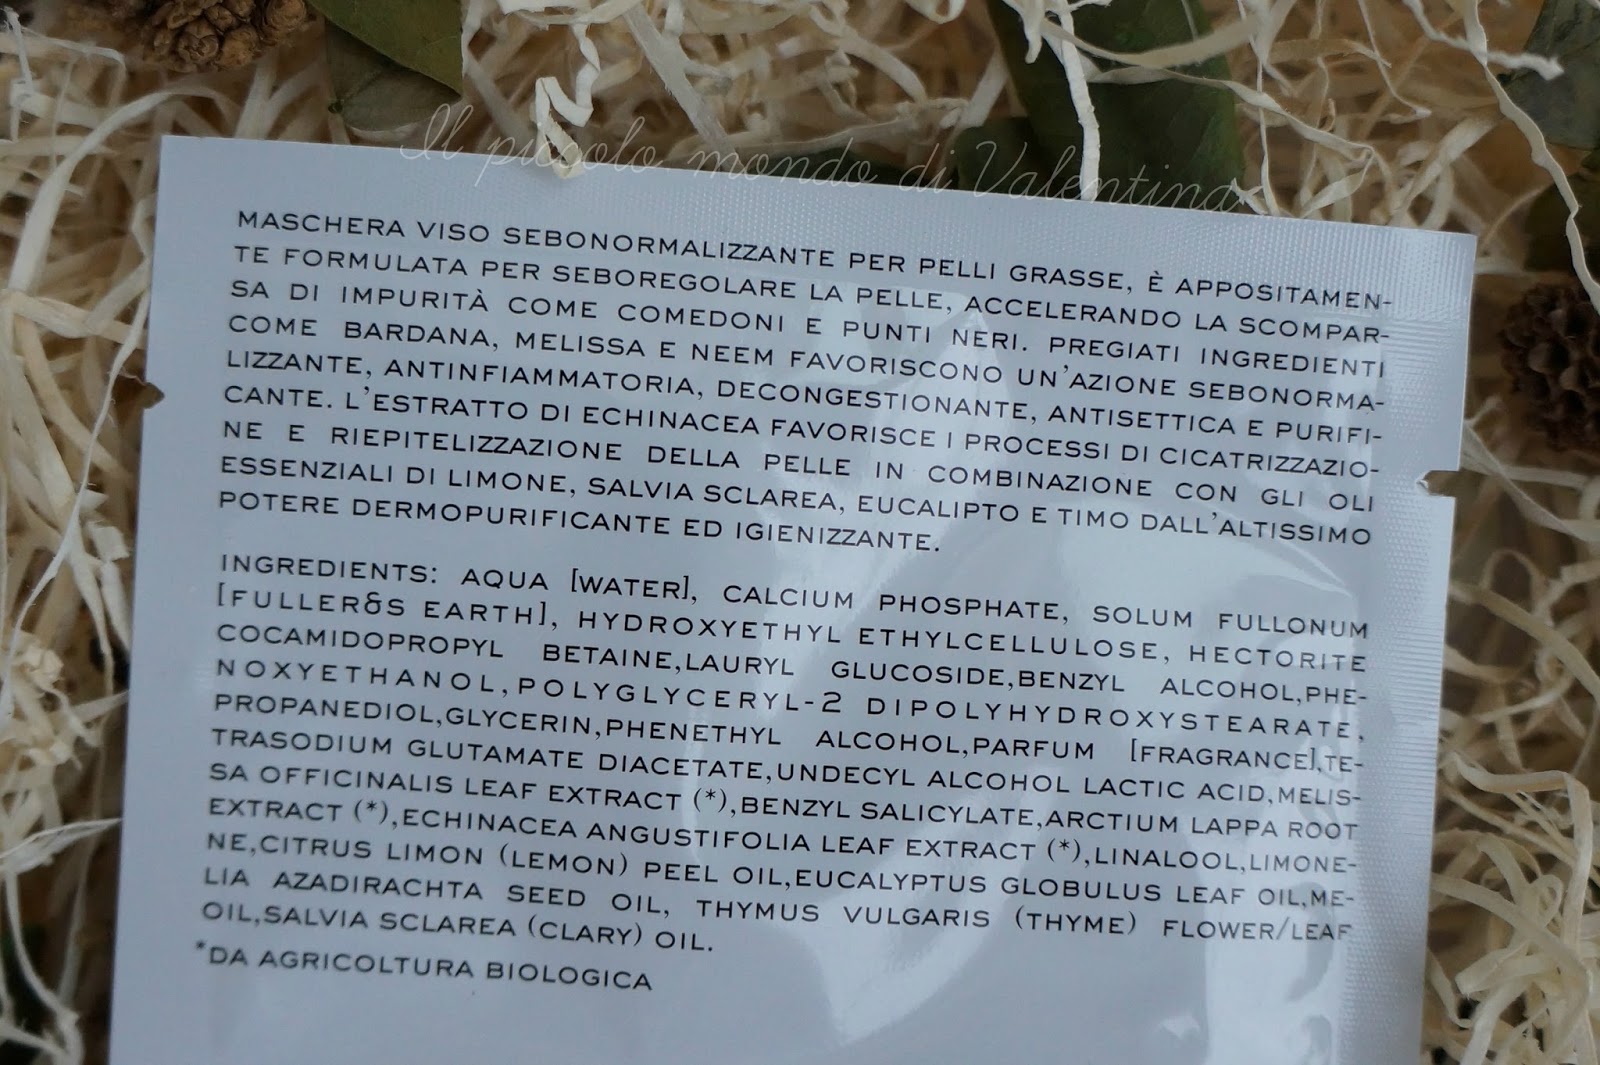 Il piccolo mondo di Valentina
MASCHERA VISO SEBONORMALIZZANTE PER PELLI GRASSE, È APPOSITAMEN-
TE FORMULATA PER SEBOREGOLARE LA PELLE, ACCELERANDO LA SCOMPAR-
SA DI IMPURITÀ COME COMEDONI E PUNTI NERI. PREGIATI INGREDIENTI
COME BARDANA, MELISSA E NEEM FAVORISCONO UN'AZIONE SEBONORMA-
LIZZANTE, ANTINFIAMMATORIA, DECONGESTIONANTE, ANTISETTICA E PURIFI-
CANTE. L'ESTRATTO DI ECHINACEA FAVORISCE I PROCESSI DI CICATRIZZAZIO-
NE E RIEPITELIZZAZIONE DELLA PELLE IN COMBINAZIONE CON GLI OLI
ESSENZIALI DI LIMONE, SALVIA SCLAREA, EUCALIPTO E TIMO DALL'ALTISSIMO
POTERE DERMOPURIFICANTE ED IGIENIZZANTE.
INGREDIENTS: AQUA [WATER], CALCIUM PHOSPHATE, SOLUM FULLONUM
[FULLER&S EARTH], HYDROXYETHYL ETHYLCELLULOSE, HECTORITE
COCAMIDOPROPYL BETAINE,LAURYL GLUCOSIDE,BENZYL ALCOHOL,PHE-
NOXYETHANOL,POLYGLYCERYL-2 DIPOLYHYDROXYSTEARATE,
PROPANEDIOL,GLYCERIN,PHENETHYL ALCOHOL,PARFUM [FRAGRANCE],TE-
TRASODIUM GLUTAMATE DIACETATE,UNDECYL ALCOHOL LACTIC ACID,MELIS-
SA OFFICINALIS LEAF EXTRACT (*),BENZYL SALICYLATE,ARCTIUM LAPPA ROOT
EXTRACT (*),ECHINACEA ANGUSTIFOLIA LEAF EXTRACT (*),LINALOOL,LIMONE-
NE,CITRUS LIMON (LEMON) PEEL OIL,EUCALYPTUS GLOBULUS LEAF OIL,ME-
LIA AZADIRACHTA SEED OIL, THYMUS VULGARIS (THYME) FLOWER/LEAF
OIL,SALVIA SCLAREA (CLARY) OIL.
*DA AGRICOLTURA BIOLOGICA